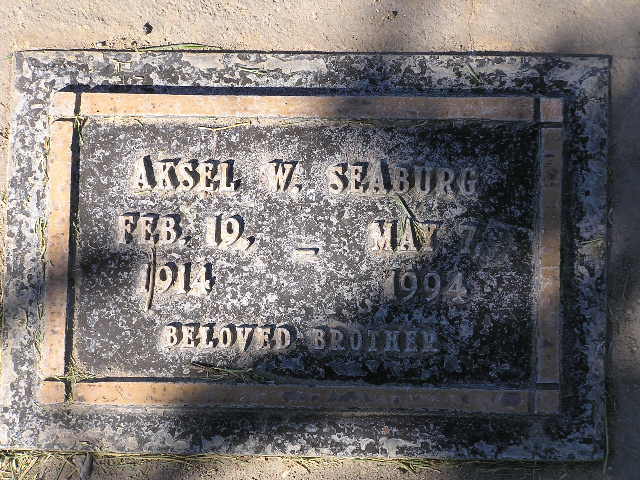 AKSEL W. SEABURG
FEB. 19, – MAY 7,
1914 1994
BELOVED BROTHER